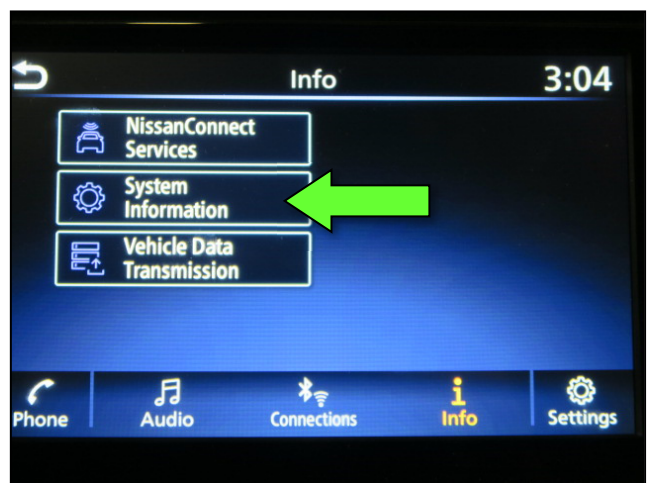 Info
3:04
NissanConnect
Services
System
Information
Vehicle Data
Transmission
Phone
Audio
Connections
Info
Settings